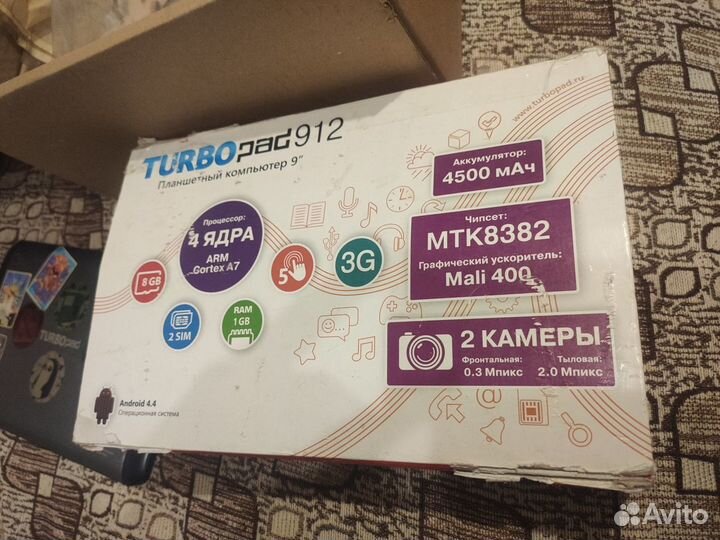 TURBOpad912
Планшетный компьютер 9"
www.turbopad.ru
Аккумулятор:
4500 мАч
Процессор:
4 ЯДРА
ARM
Cortex A7
5
3G
Чипсет:
МТК8382
Графический ускоритель:
Mali 400
8 GB
2 SIM
RAM
1 GB
2 КАМЕРЫ
Фронтальная:
0.3 Мпикс
Тыловая:
2.0 Мпикс
Android 4.4
Операционная система
TURBOpad
Avito